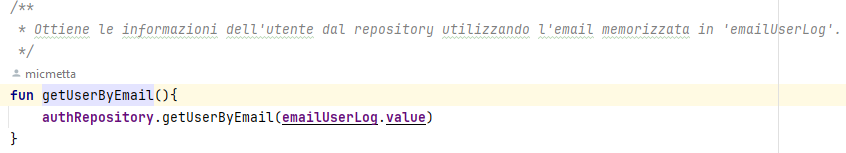 /**
* Ottiene le informazioni dell'utente dal repository utilizzando l'email memorizzata in 'emailUserLog'.
*/
micmetta
fun getUserByEmail(){
authRepository.getUserByEmail(emailUserLog.value)
}